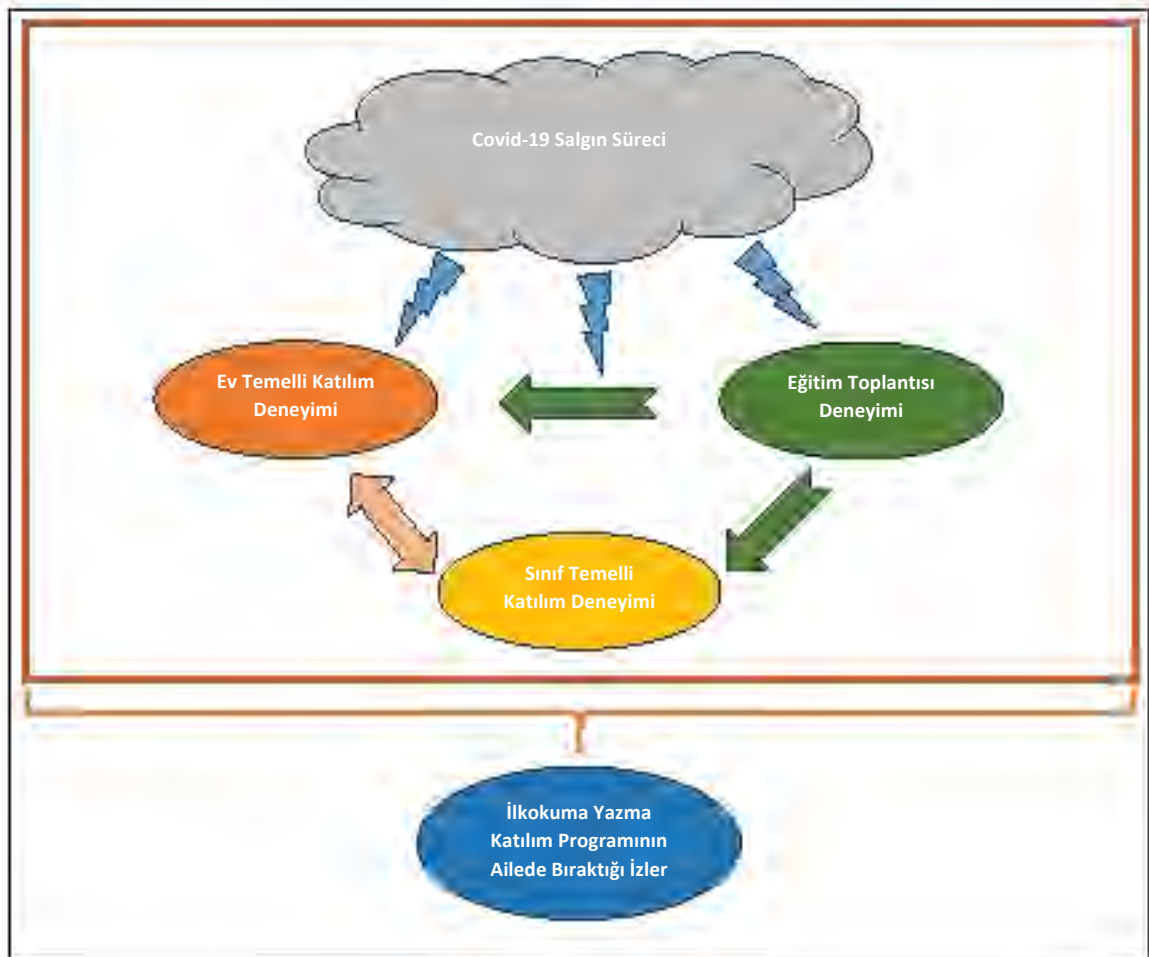 Covid-19 Salgın Süreci
Ev Temelli Katılım
Deneyimi
Eğitim Toplantısı
Deneyimi
Sınıf Temelli
Katılım Deneyimi
İlkokuma Yazma
Katılım Programının
Ailede Bıraktığı İzler